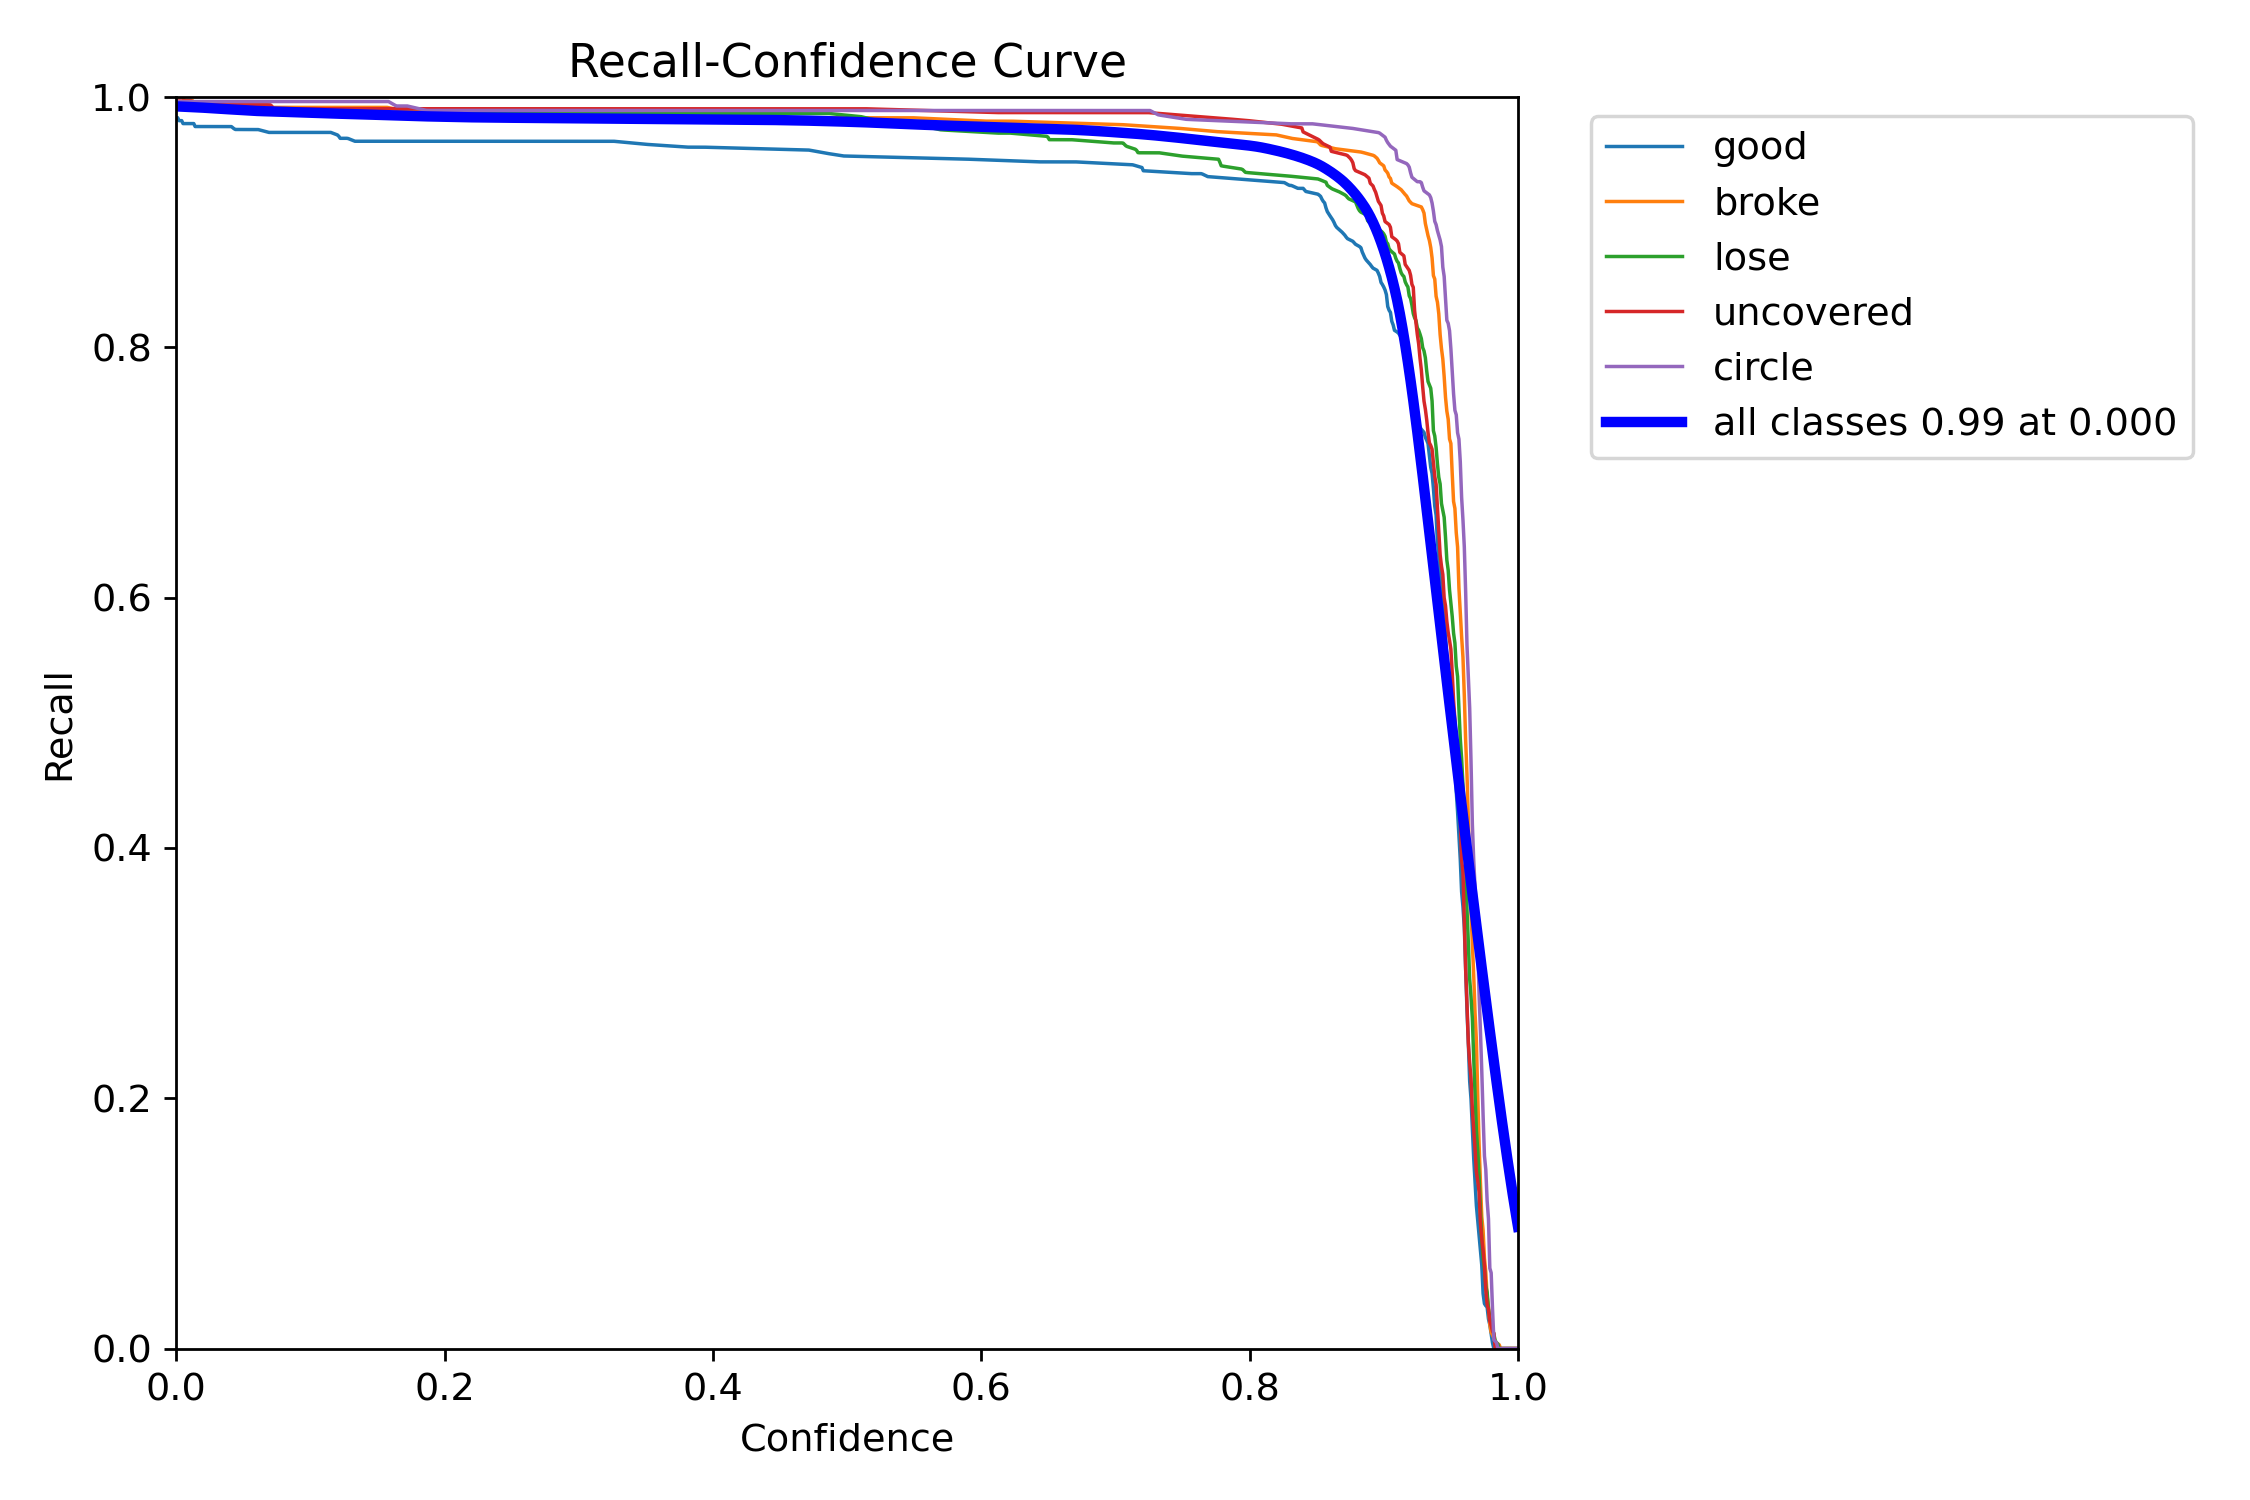 Recall-Confidence Curve
1.0
0.8
0.6
0.4
0.2
0.0
Recall
0.0 0.2 0.4 0.6 0.8 1.0
Confidence
good
broke
lose
uncovered
circle
all classes 0.99 at 0.000